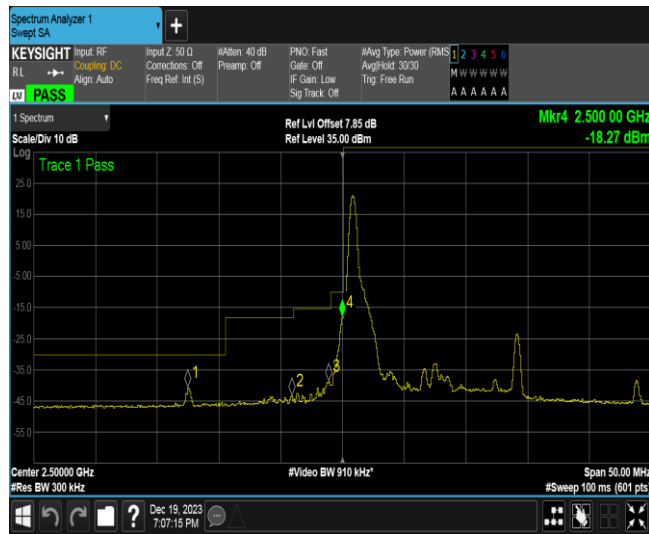 Spectrum Analyzer 1
Swept SA
+
KEYSIGHT
RL
LXI PASS
Input: RF
Coupling: DC
Align: Auto
Input Z: 50 Ω
Corrections: Off
Freq Ref: Int (S)
#Atten: 40 dB
Preamp: Off
PNO: Fast
Gate: Off
IF Gain: Low
Sig Track: Off
#Avg Type: Power (RMS
Avg|Hold: 30/30
Trig: Free Run
1 2 3 4 5 6
M W W W W W
A A A A A A
1 Spectrum
Scale/Div 10 dB
Log
Ref Lvl Offset 7.85 dB
Ref Level 35.00 dBm
Mkr4 2.500 00 GHz
-18.27 dBm
Trace 1 Pass
25.0
15.0
5.00
-5.00
-15.0
-25.0
-35.0
-45.0
-55.0
1
2
3
4
Center 2.50000 GHz
#Res BW 300 kHz
#Video BW 910 kHz*
Span 50.00 MHz
#Sweep 100 ms (601 pts
?
Dec 19, 2023
7:07:15 PM